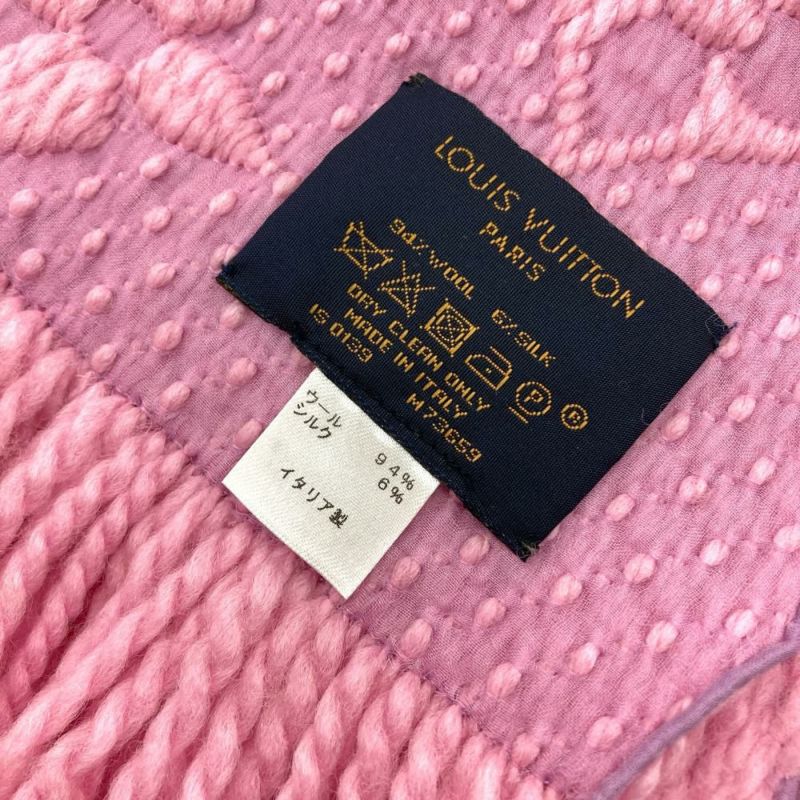 LOUIS VUITTON
PARIS
94/WOOL 6/SILK
P R
DRY CLEAN ONLY
MADE IN ITALY
IS 0139 M73659
ウール 94%
シルク 6%
イタリア製